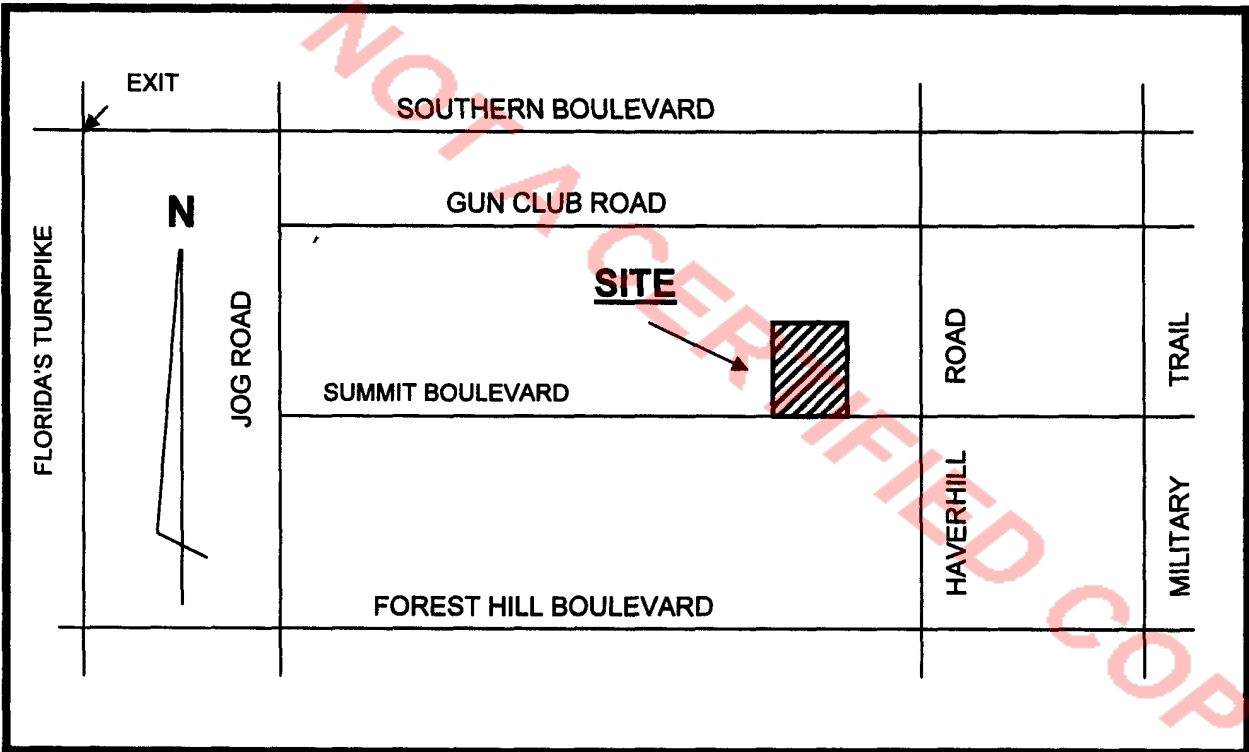 EXIT
SOUTHERN BOULEVARD
N
GUN CLUB ROAD
SITE
FLORIDA'S TURNPIKE
JOG ROAD
SUMMIT BOULEVARD
HAVERHILL ROAD
MILITARY TRAIL
FOREST HILL BOULEVARD
NOT A CERTIFIED COP